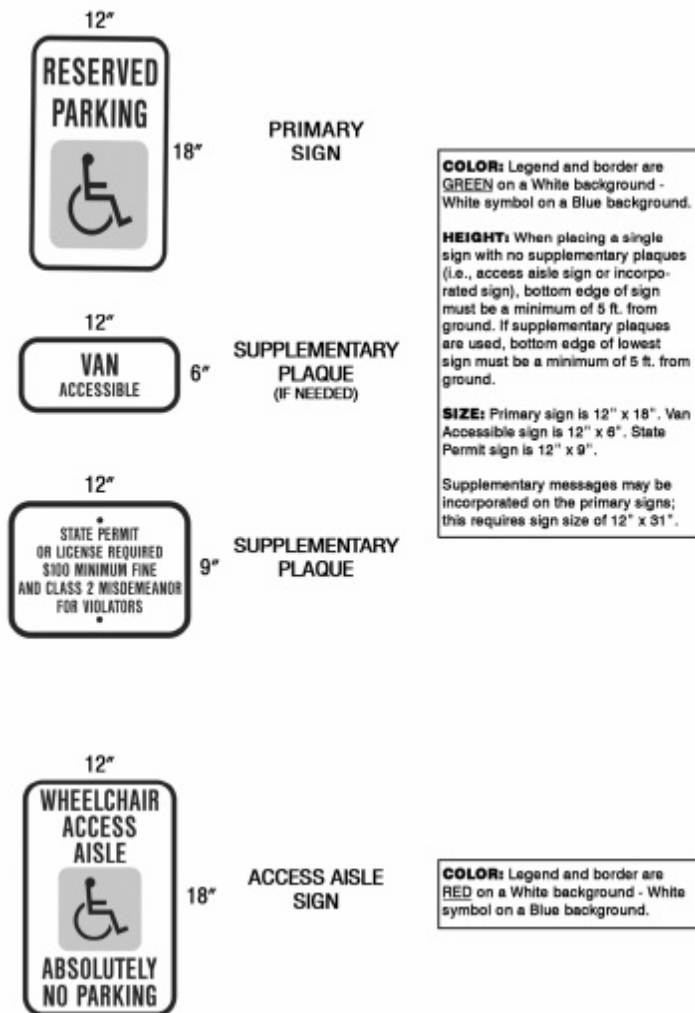 12"
RESERVED
PARKING
18"
PRIMARY
SIGN
COLOR: Legend and border are
GREEN on a White background -
White symbol on a Blue background.
HEIGHT: When placing a single
sign with no supplementary plaques
(i.e., access aisle sign or incorpo-
rated sign), bottom edge of sign
must be a minimum of 5 ft. from
ground. If supplementary plaques
are used, bottom edge of lowest
sign must be a minimum of 5 ft. from
ground.
SIZE: Primary sign is 12" x 18". Van
Accessible sign is 12" x 6". State
Permit sign is 12" x 9".
Supplementary messages may be
incorporated on the primary signs;
this requires sign size of 12" x 31".
12"
VAN
ACCESSIBLE
6"
SUPPLEMENTARY
PLAQUE
(IF NEEDED)
12"
STATE PERMIT
OR LICENSE REQUIRED
$100 MINIMUM FINE
AND CLASS 2 MISDEMEANOR
FOR VIOLATORS
9"
SUPPLEMENTARY
PLAQUE
12"
WHEELCHAIR
ACCESS
AISLE
ABSOLUTELY
NO PARKING
18"
ACCESS AISLE
SIGN
COLOR: Legend and border are
RED on a White background - White
symbol on a Blue background.